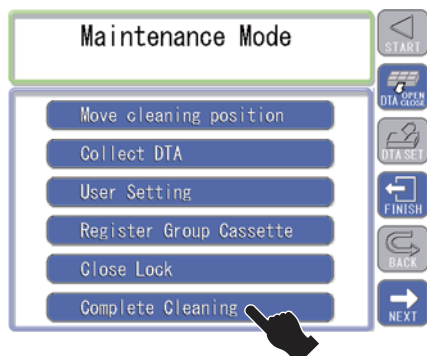 Maintenance Mode
Move cleaning position
Collect DTA
User Setting
Register Group Cassette
Close Lock
Complete Cleaning
START
DTA OPEN
CLOSE
DTA SET
FINISH
BACK
NEXT